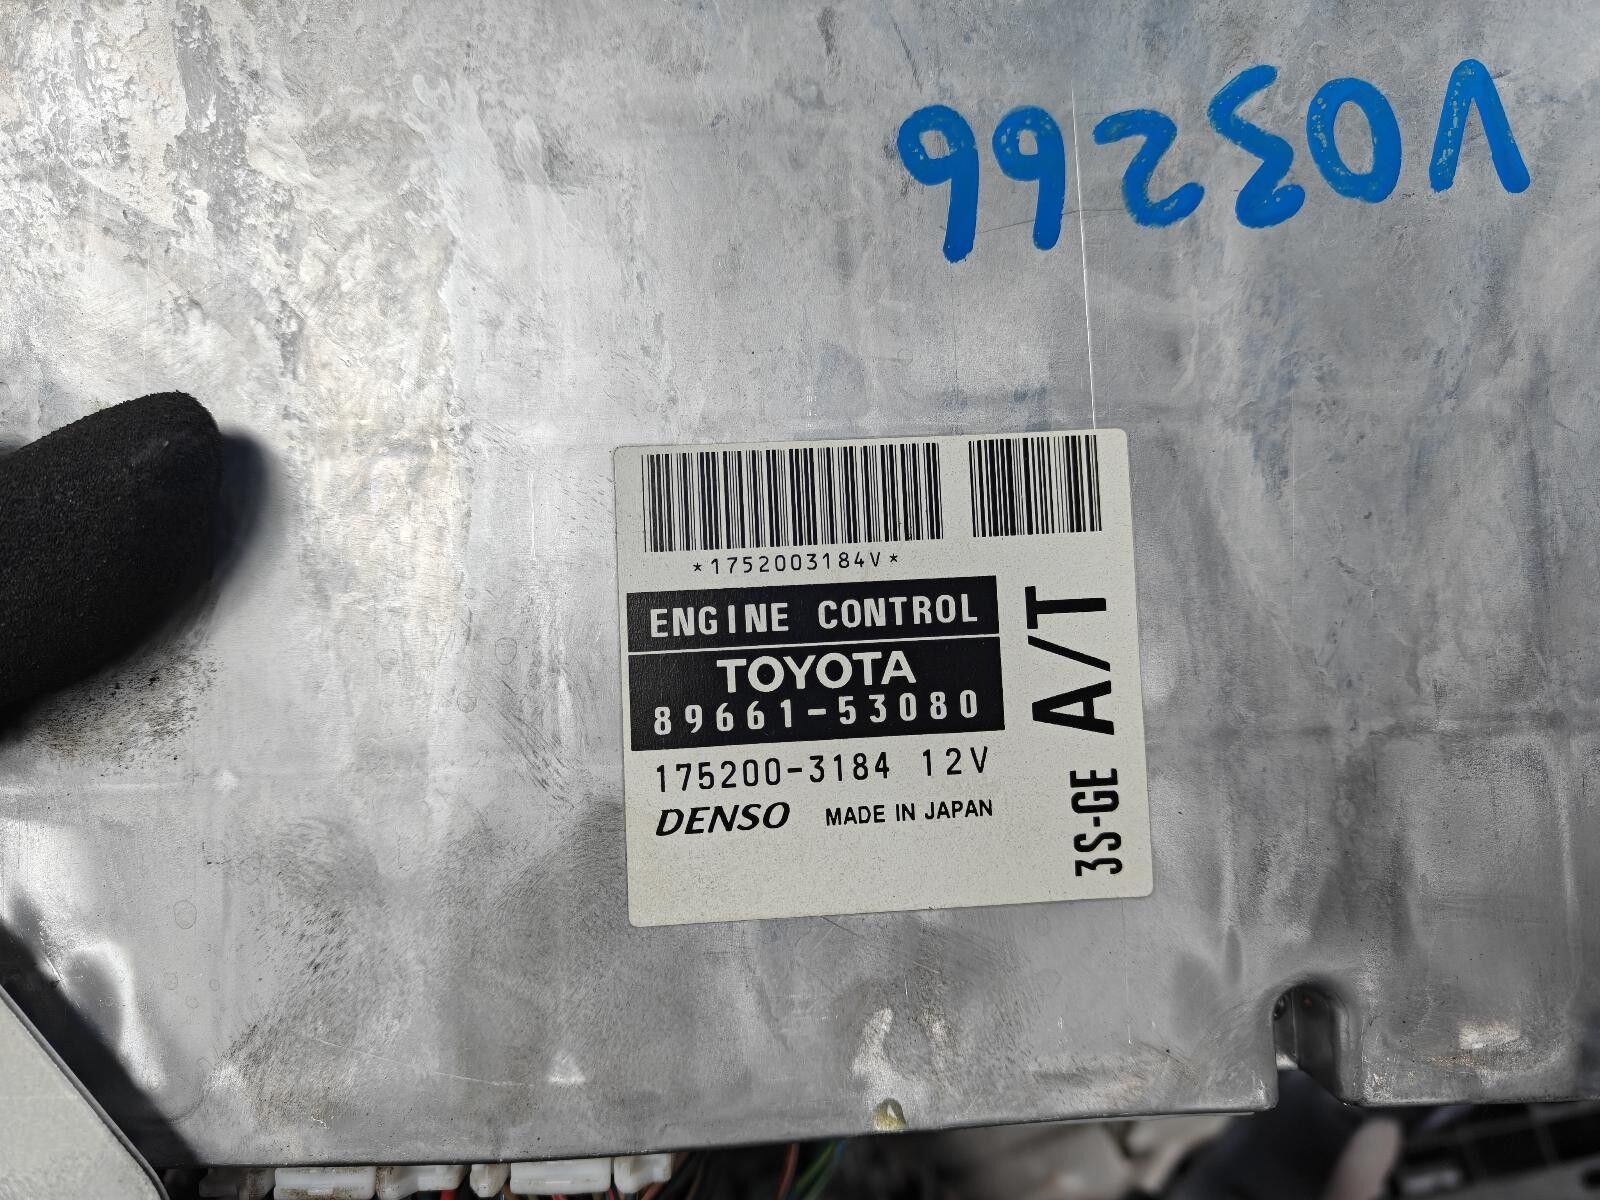 V03266
*1752003184V*
ENGINE CONTROL
TOYOTA
89661-53080
175200-3184 12V
DENSO MADE IN JAPAN
3S-GE A/T